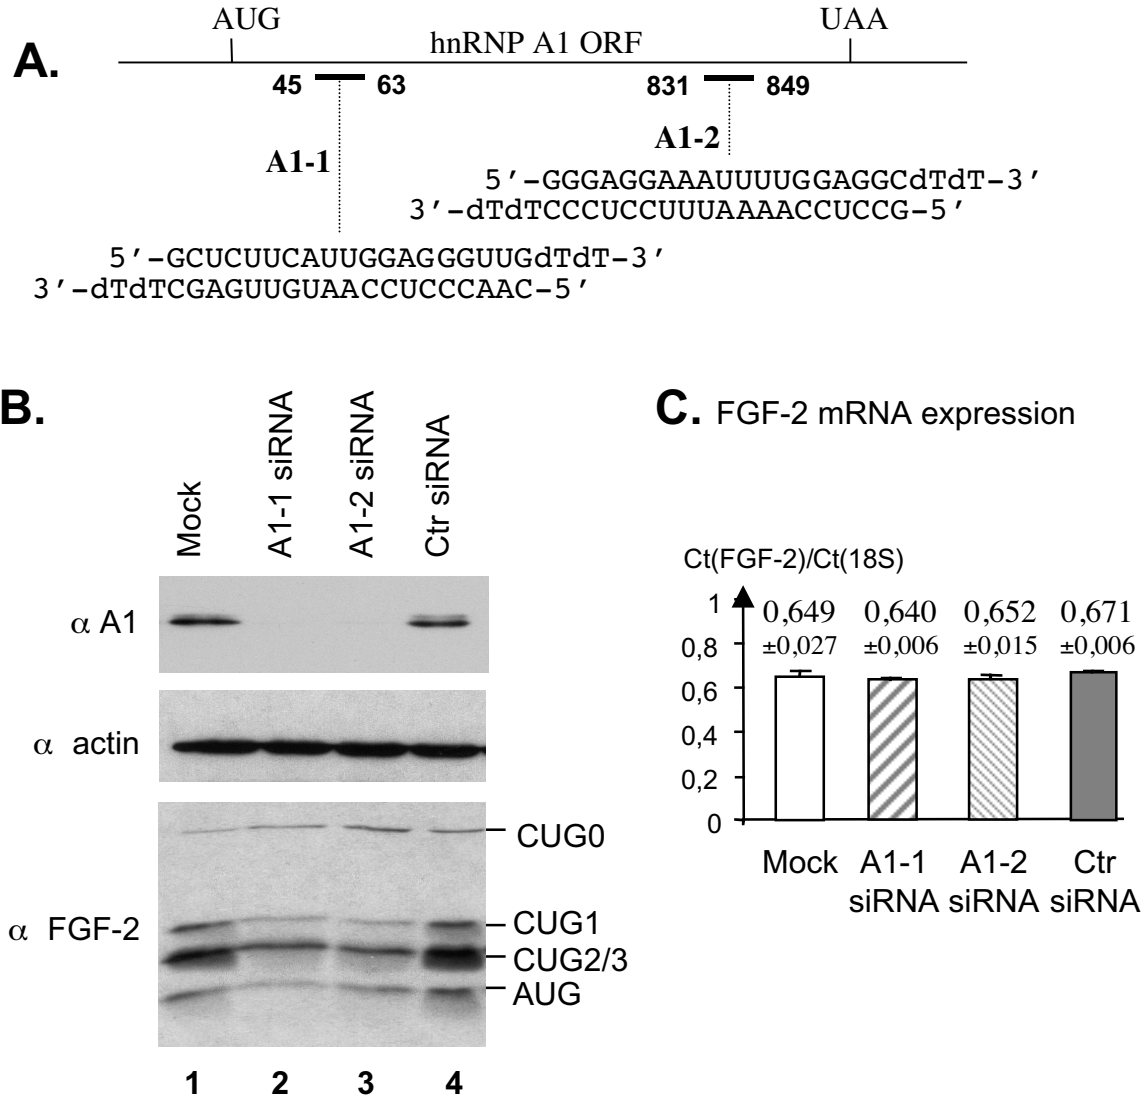 A.
AUG
hnRNP A1 ORF
UAA
45
63
831
849
A1-1
A1-2
5′-GGGAGGAAAUUUUGGAGGCdTdT-3′
3′-dTdTCCCUCCUUUAAAACCUCCG-5′
5′-GCUCUUCAUUGGAGGGUUGdTdT-3′
3′-dTdTCGAGUUGUAACCUCCCAAC-5′
B.
Mock
A1-1 siRNA
A1-2 siRNA
Ctr siRNA
α A1
α actin
α FGF-2
CUG0
CUG1
CUG2/3
AUG
1 2 3 4
C. FGF-2 mRNA expression
Ct(FGF-2)/Ct(18S)
1
0,8
0,6
0,4
0,2
0
0,649 0,640 0,652 0,671
±0,027 ±0,006 ±0,015 ±0,006
Mock A1-1 A1-2 Ctr
siRNA siRNA siRNA